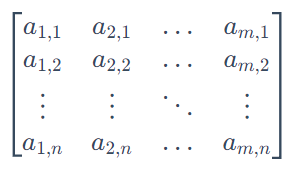 a1,1 a2,1 … am,1
a1,2 a2,2 … am,2
⋮ ⋮ ⋱ ⋮
a1,n a2,n … am,n